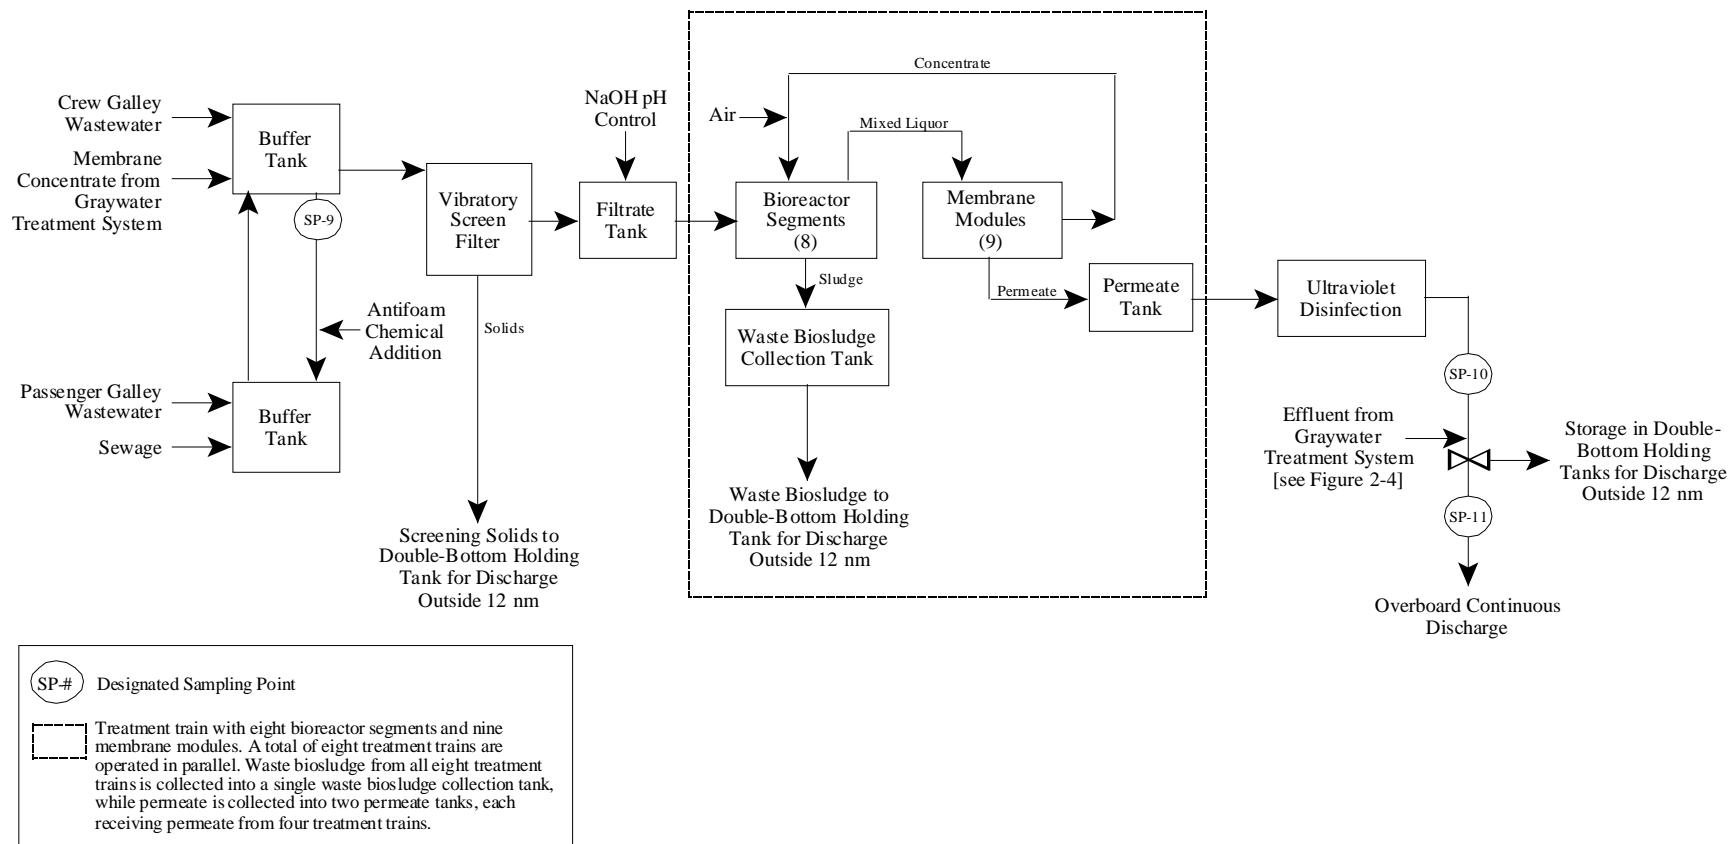 Crew Galley
Wastewater
Membrane
Concentrate from
Graywater
Treatment System
Buffer
Tank
SP-9
Antifoam
Chemical
Addition
Passenger Galley
Wastewater
Sewage
Buffer
Tank
Vibratory
Screen
Filter
Solids
Screening Solids to
Double-Bottom Holding
Tank for Discharge
Outside 12 nm
NaOH pH
Control
Filtrate
Tank
Air
Concentrate
Mixed Liquor
Bioreactor
Segments
(8)
Membrane
Modules
(9)
Sludge
Waste Biosludge
Collection Tank
Waste Biosludge to
Double-Bottom Holding
Tank for Discharge
Outside 12 nm
Permeate
Permeate
Tank
Ultraviolet
Disinfection
SP-10
Effluent from
Graywater
Treatment System
[see Figure 2-4]
Storage in Double-
Bottom Holding
Tanks for Discharge
Outside 12 nm
SP-11
Overboard Continuous
Discharge
SP-# Designated Sampling Point
Treatment train with eight bioreactor segments and nine
membrane modules. A total of eight treatment trains are
operated in parallel. Waste biosludge from all eight treatment
trains is collected into a single waste biosludge collection tank,
while permeate is collected into two permeate tanks, each
receiving permeate from four treatment trains.